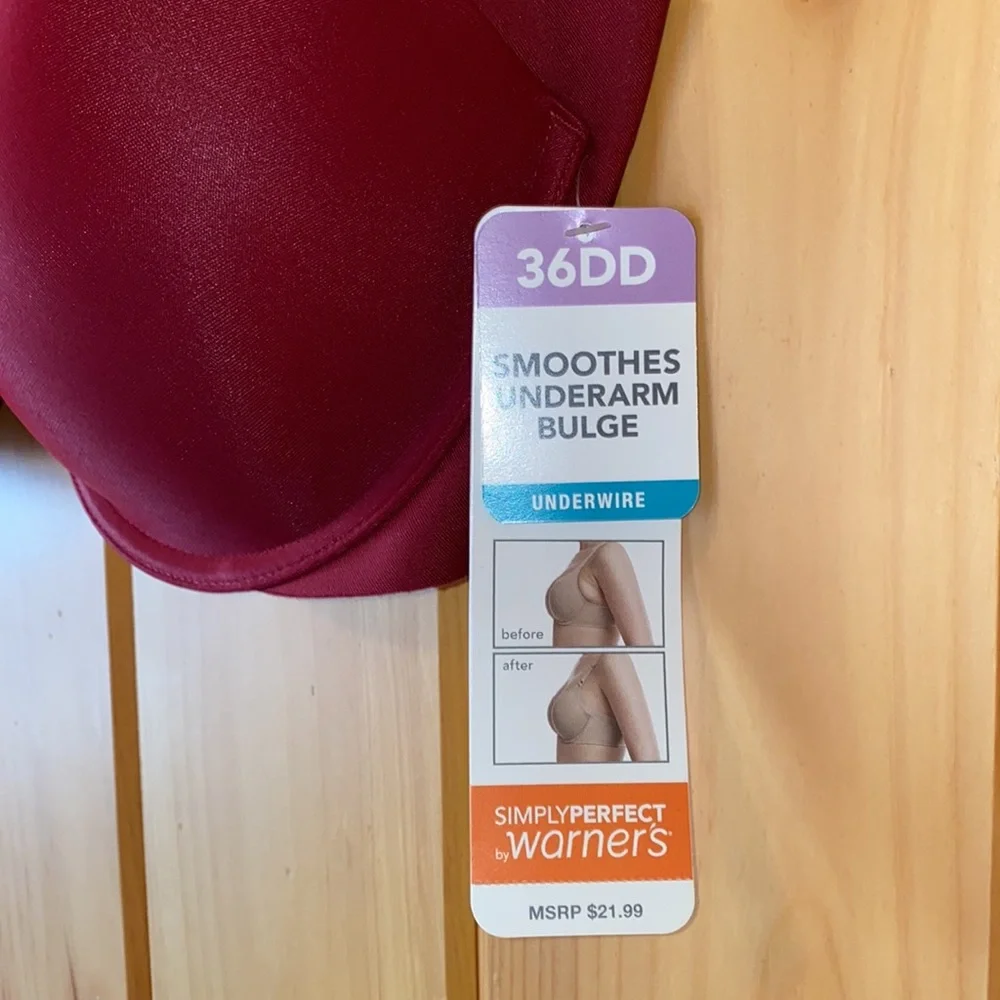 36DD
SMOOTHES
UNDERARM
BULGE
UNDERWIRE
before
after
SIMPLYPERFECT
by warner's
MSRP $21.99